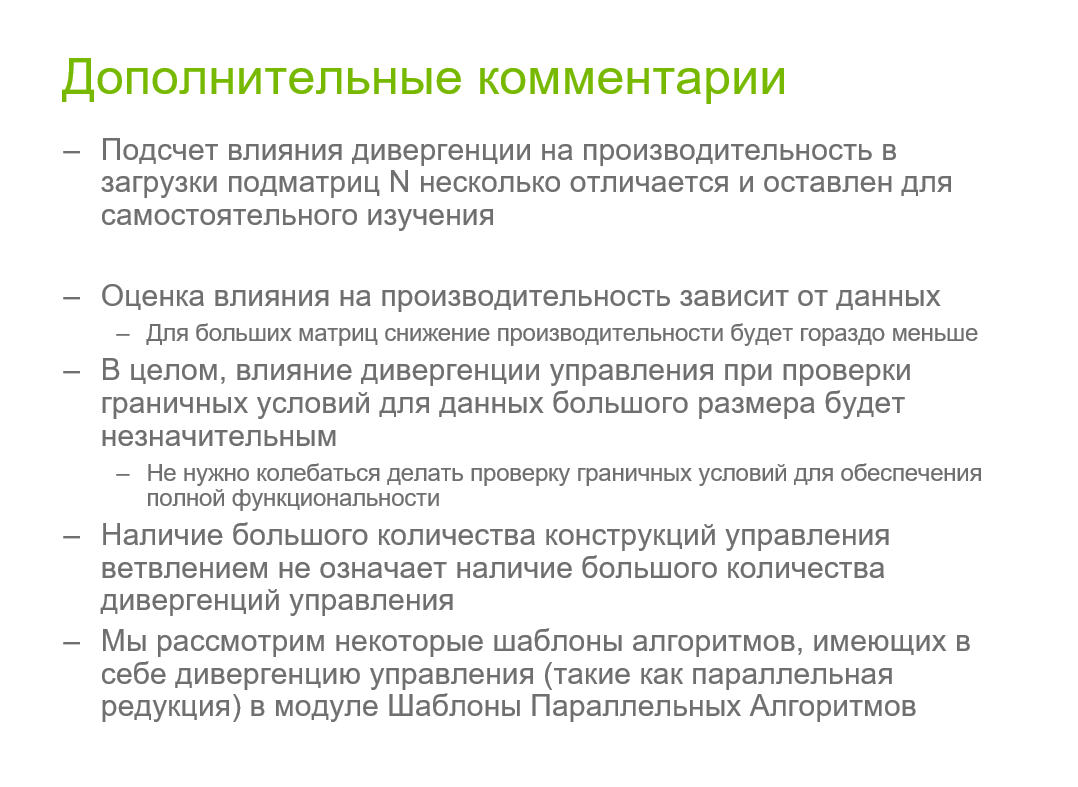 Дополнительные комментарии
– Подсчет влияния дивергенции на производительность в
загрузки подматриц N несколько отличается и оставлен для
самостоятельного изучения
– Оценка влияния на производительность зависит от данных
– Для больших матриц снижение производительности будет гораздо меньше
– В целом, влияние дивергенции управления при проверки
граничных условий для данных большого размера будет
незначительным
– Не нужно колебаться делать проверку граничных условий для обеспечения
полной функциональности
– Наличие большого количества конструкций управления
ветвлением не означает наличие большого количества
дивергенций управления
– Мы рассмотрим некоторые шаблоны алгоритмов, имеющих в
себе дивергенцию управления (такие как параллельная
редукция) в модуле Шаблоны Параллельных Алгоритмов